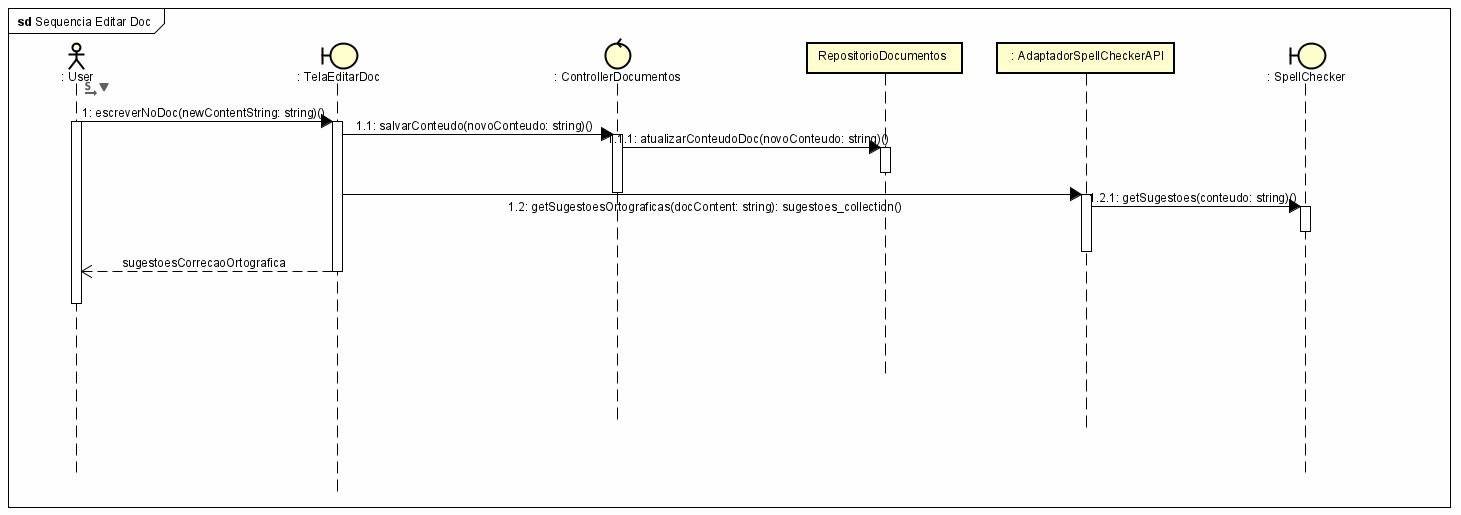 sd Sequencia Editar Doc
: User
: TelaEditarDoc
: ControllerDocumentos
RepositorioDocumentos
: AdaptadorSpellCheckerAPI
: SpellChecker
S
1: escreverNoDoc(newContentString: string)()
1.1: salvarConteudo(novoConteudo: string)()
1.1.1: atualizarConteudoDoc(novoConteudo: string)()
1.2: getSugestoesOrtograficas(docContent: string): sugestoes_collection()
1.2.1: getSugestoes(conteudo: string)()
sugestoesCorrecaoOrtografica